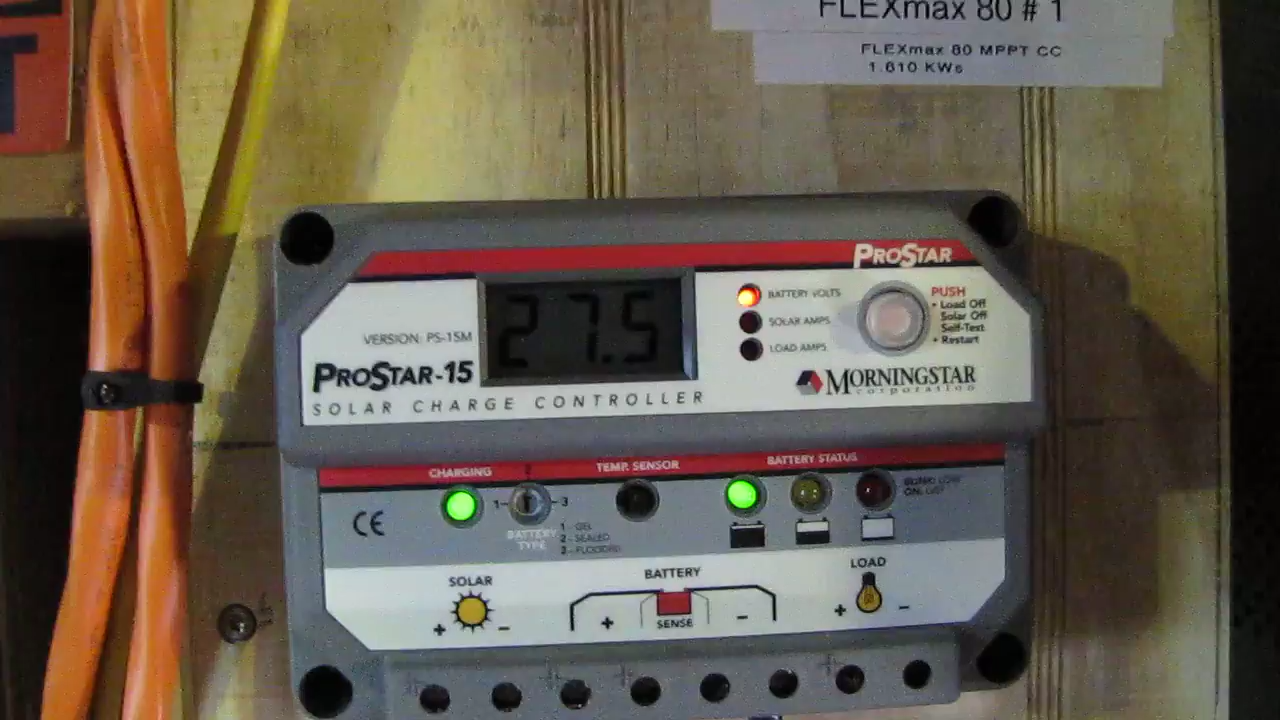 FLEXmax 80 # 1
FLEXmax 80 MPPT CC
1.610 KWs
PROSTAR
27.5
BATTERY VOLTS
SOLAR AMPS
LOAD AMPS
PUSH
• Load Off
Solar Off
Self-Test
• Restart
VERSION: PS-15M
PROSTAR-15
SOLAR CHARGE CONTROLLER
MORNINGSTAR
corporation
CHARGING
TEMP. SENSOR
BATTERY STATUS
1
2
3
BATTERY TYPE
1 - GEL
2 - SEALED
3 - FLOODED
CE
SOLAR
+ -
BATTERY
+ -
SENSE
LOAD
+ -